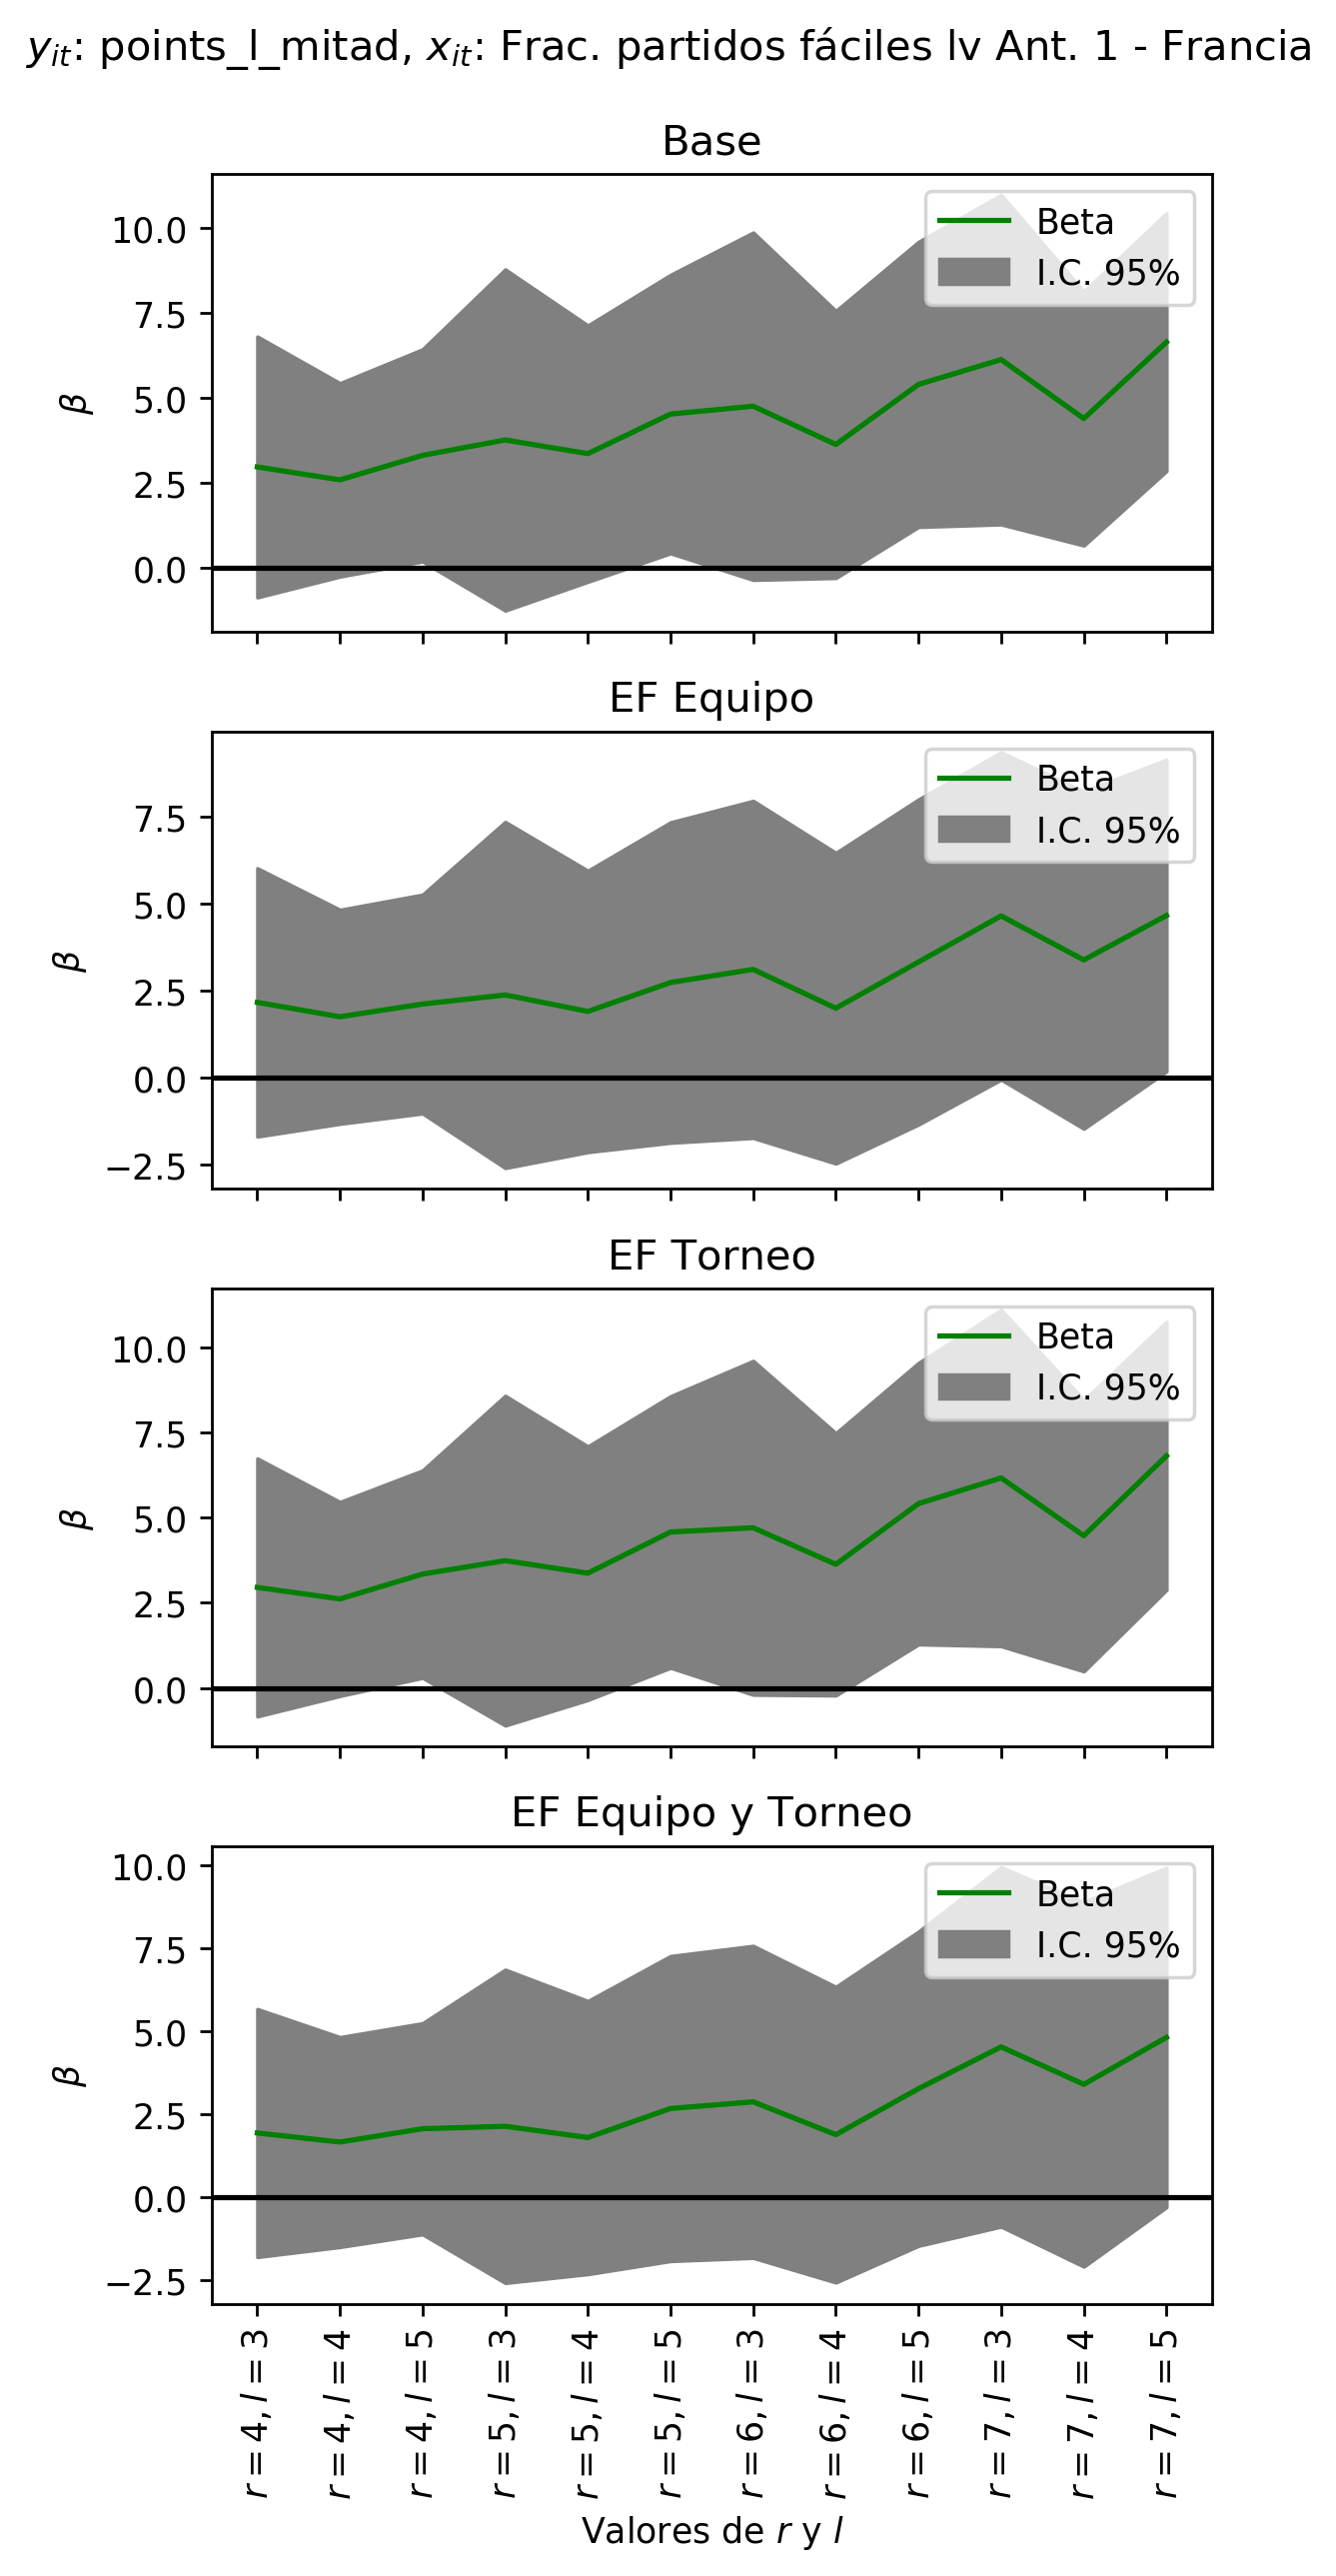 y_it: points_l_mitad, x_it: Frac. partidos fáciles lv Ant. 1 - Francia
Base
10.0
7.5
5.0
2.5
0.0
β
Beta
I.C. 95%
EF Equipo
7.5
5.0
2.5
0.0
−2.5
β
Beta
I.C. 95%
EF Torneo
10.0
7.5
5.0
2.5
0.0
β
Beta
I.C. 95%
EF Equipo y Torneo
10.0
7.5
5.0
2.5
0.0
−2.5
β
Beta
I.C. 95%
r = 4, l = 3
r = 4, l = 4
r = 4, l = 5
r = 5, l = 3
r = 5, l = 4
r = 5, l = 5
r = 6, l = 3
r = 6, l = 4
r = 6, l = 5
r = 7, l = 3
r = 7, l = 4
r = 7, l = 5
Valores de r y l